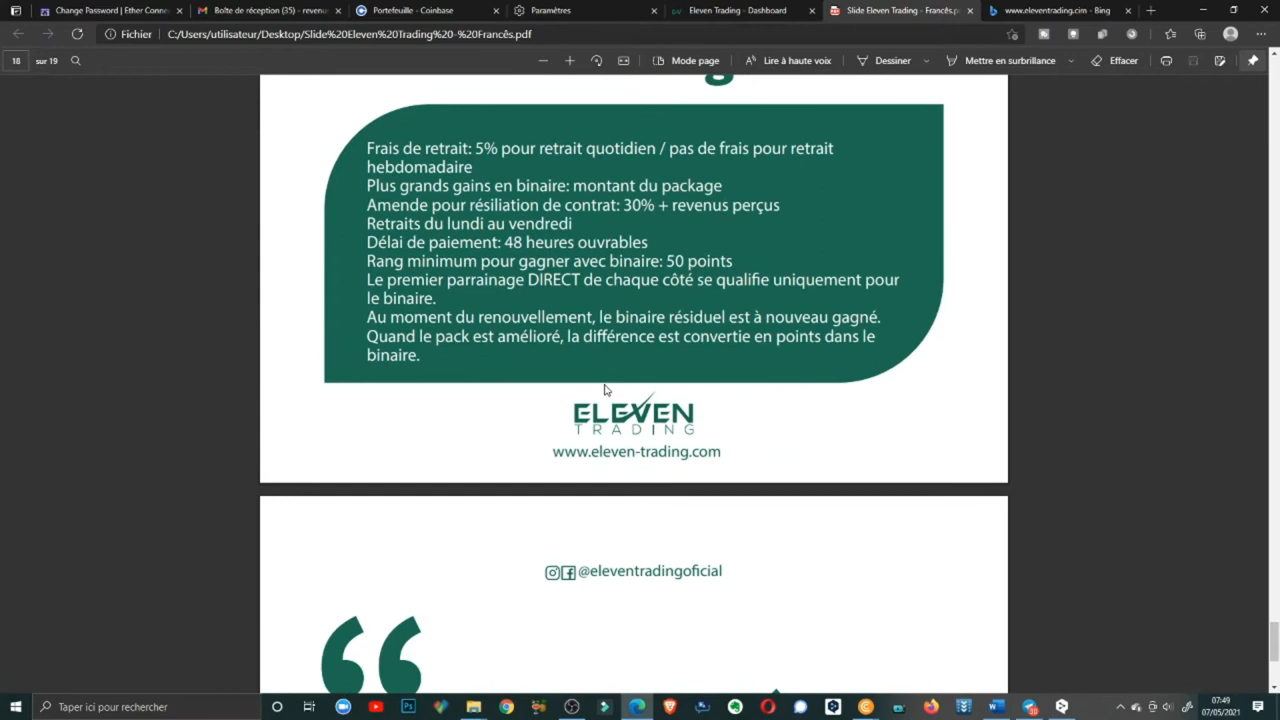 Change Password | Ether Connec
Boîte de réception (35) - revenu
Portefeuille - Coinbase
Paramètres
Eleven Trading - Dashboard
Slide Eleven Trading - Francês.p
www.eleventrading.cim - Bing
Fichier
C:/Users/utilisateur/Desktop/Slide%20Eleven%20Trading%20-%20Francês.pdf
18 sur 19
Mode page
Lire à haute voix
Dessiner
Mettre en surbrillance
Effacer
Frais de retrait: 5% pour retrait quotidien / pas de frais pour retrait
hebdomadaire
Plus grands gains en binaire: montant du package
Amende pour résiliation de contrat: 30% + revenus perçus
Retraits du lundi au vendredi
Délai de paiement: 48 heures ouvrables
Rang minimum pour gagner avec binaire: 50 points
Le premier parrainage DIRECT de chaque côté se qualifie uniquement pour
le binaire.
Au moment du renouvellement, le binaire résiduel est à nouveau gagné.
Quand le pack est amélioré, la différence est convertie en points dans le
binaire.
ELEVEN
TRADING
www.eleven-trading.com
@eleventradingoficial
Taper ici pour rechercher
07:49
07/05/2021